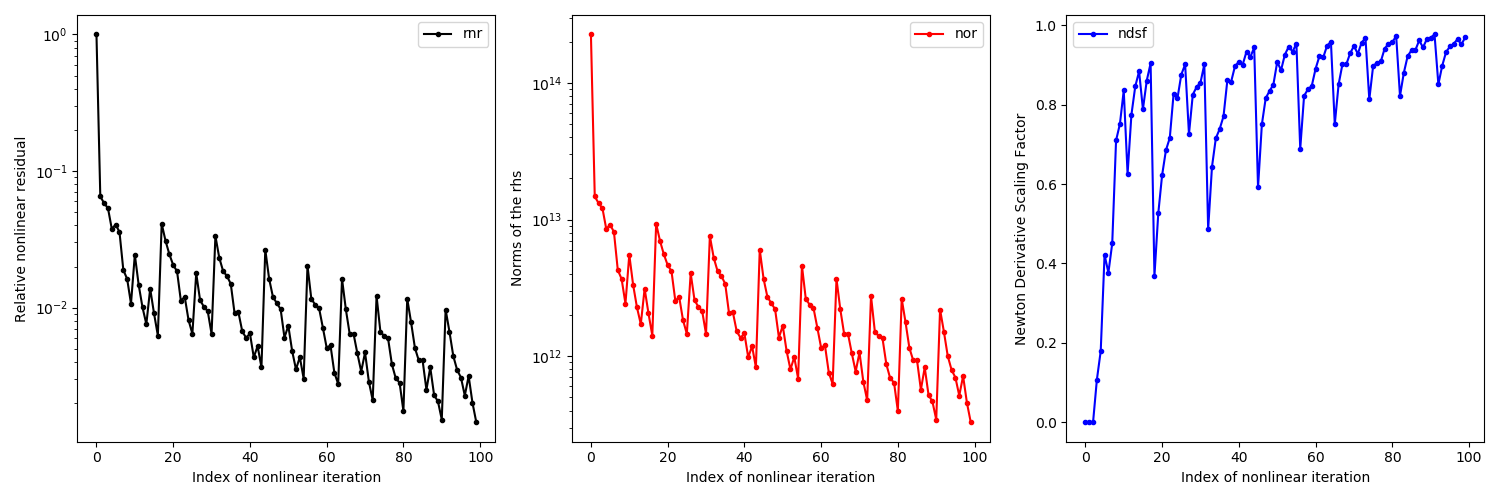 rnr
Relative nonlinear residual
10⁰
10⁻¹
10⁻²
0 20 40 60 80 100
Index of nonlinear iteration
nor
Norms of the rhs
10¹⁴
10¹³
10¹²
0 20 40 60 80 100
Index of nonlinear iteration
ndsf
Newton Derivative Scaling Factor
1.0
0.8
0.6
0.4
0.2
0.0
0 20 40 60 80 100
Index of nonlinear iteration